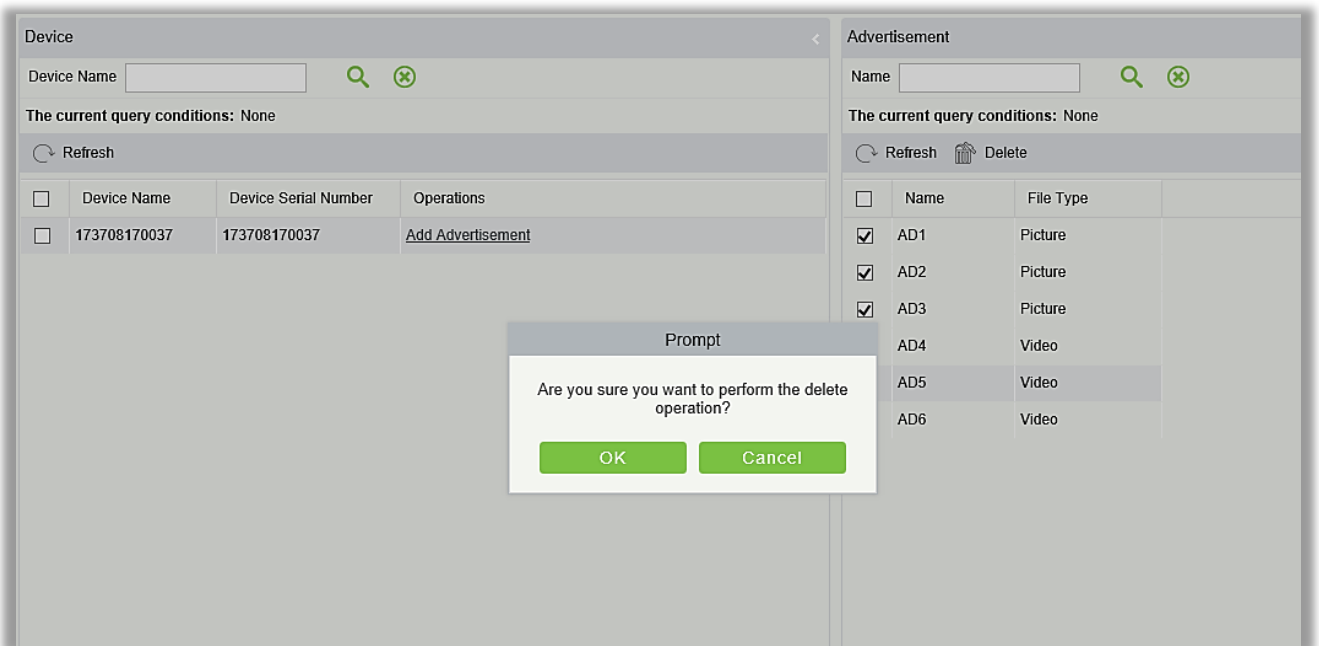 Device
Device Name
The current query conditions: None
Refresh
Device Name Device Serial Number Operations
173708170037 173708170037 Add Advertisement
Advertisement
Name
The current query conditions: None
Refresh Delete
Name File Type
AD1 Picture
AD2 Picture
AD3 Picture
AD4 Video
AD5 Video
AD6 Video
Prompt
Are you sure you want to perform the delete
operation?
OK Cancel